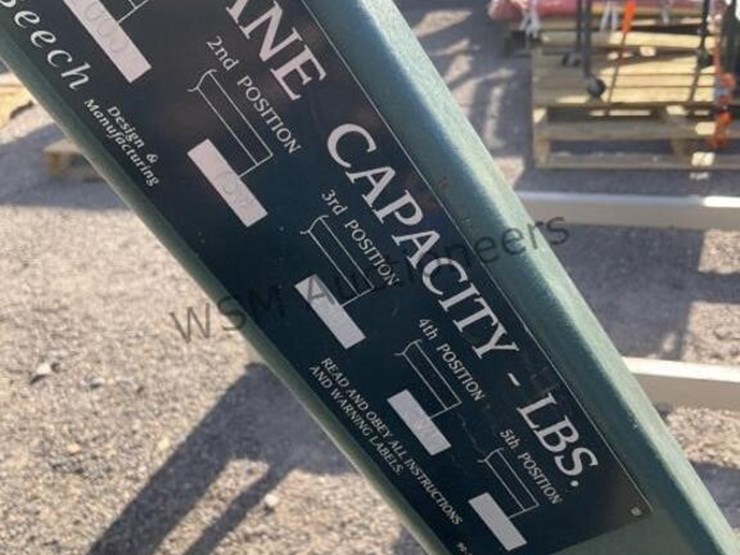 ANE CAPACITY - LBS.
000
2nd POSITION
3rd POSITION
4th POSITION
5th POSITION
Beech
Design &
Manufacturing
READ AND OBEY ALL INSTRUCTIONS
AND WARNING LABELS.
WSM Auctioneers